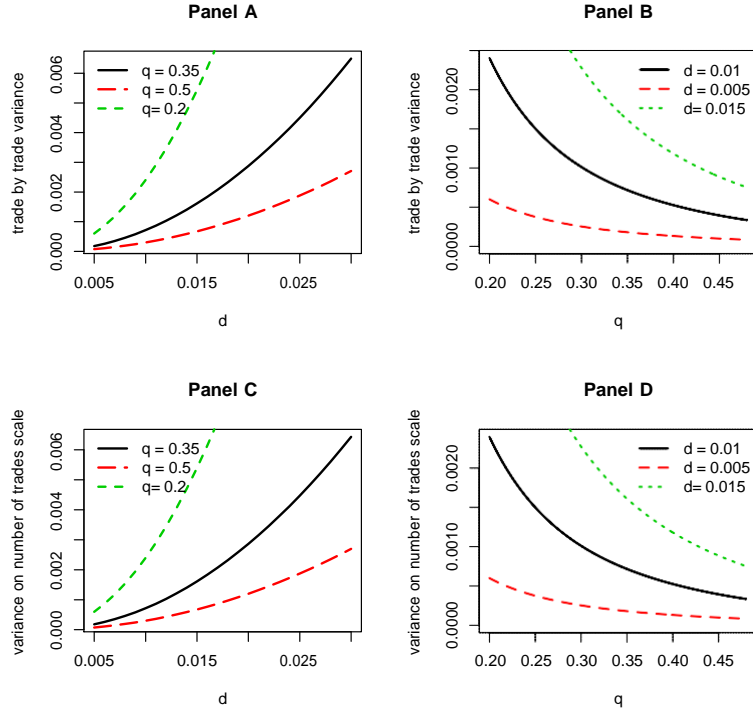 Panel A
trade by trade variance
0.000 0.002 0.004 0.006
q = 0.35
q = 0.5
q= 0.2
0.005 0.015 0.025
d
Panel B
trade by trade variance
0.0000 0.0010 0.0020
d = 0.01
d = 0.005
d= 0.015
0.20 0.25 0.30 0.35 0.40 0.45
q
Panel C
variance on number of trades scale
0.000 0.002 0.004 0.006
q = 0.35
q = 0.5
q= 0.2
0.005 0.015 0.025
d
Panel D
variance on number of trades scale
0.0000 0.0010 0.0020
d = 0.01
d = 0.005
d= 0.015
0.20 0.25 0.30 0.35 0.40 0.45
q